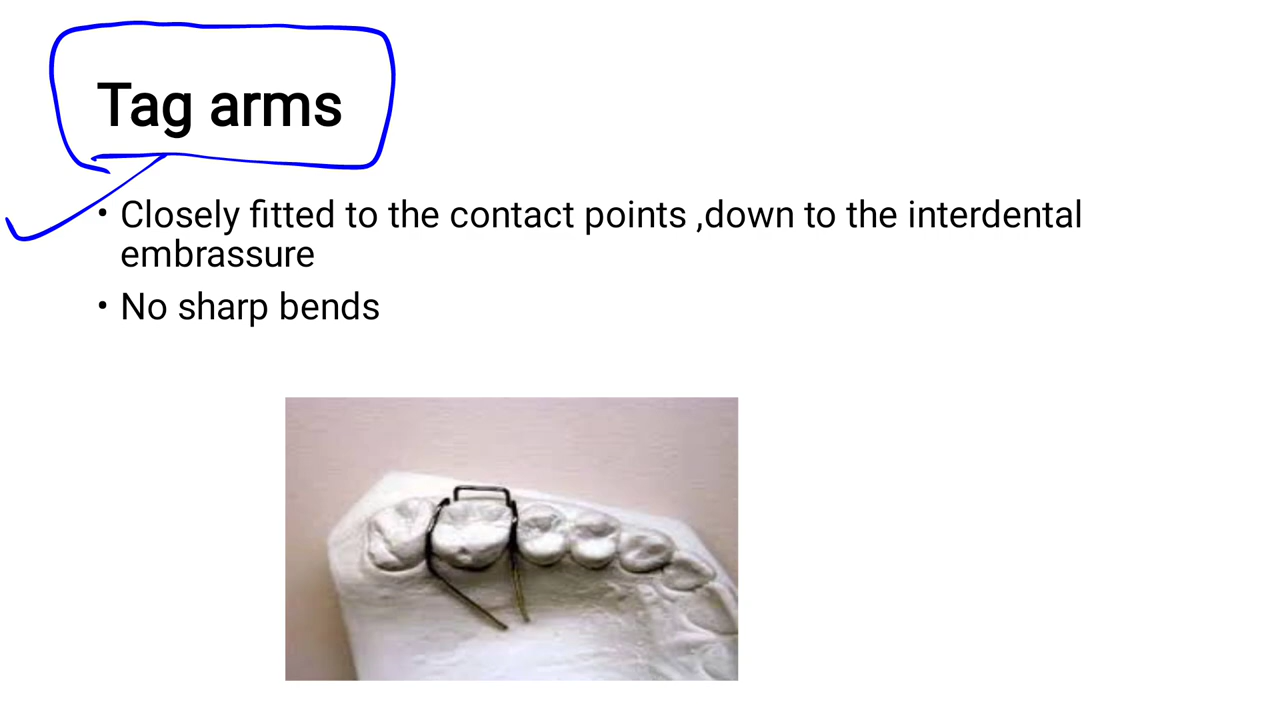 Tag arms
• Closely fitted to the contact points ,down to the interdental
embrassure
• No sharp bends